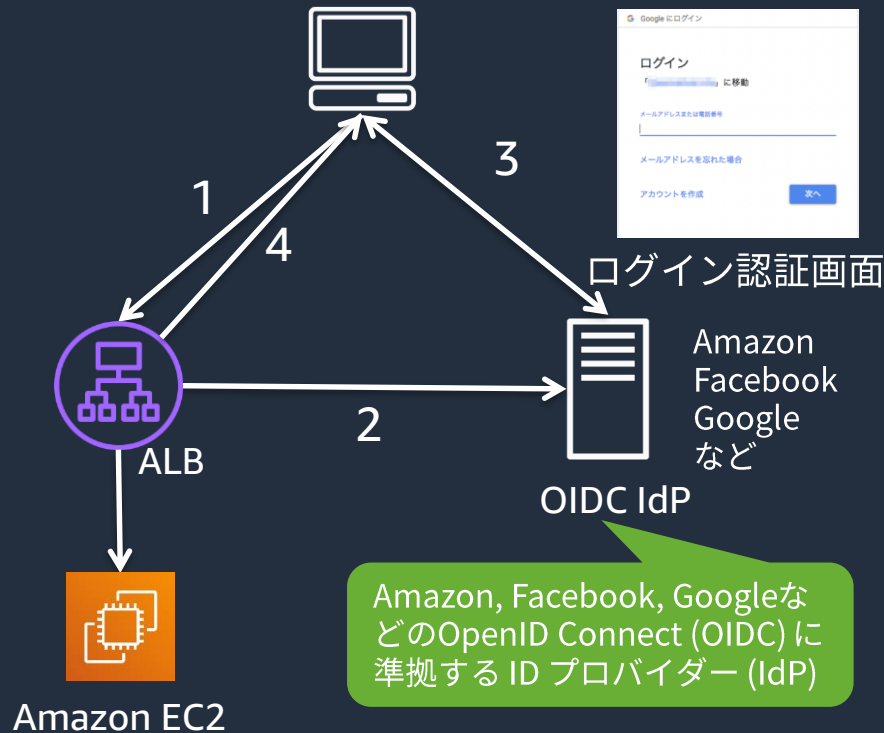 Google にログイン
ログイン
「 」に移動
メールアドレスまたは電話番号
メールアドレスを忘れた場合
アカウントを作成
次へ
ログイン認証画面
1
4
3
2
ALB
Amazon
Facebook
Google
など
OIDC IdP
Amazon, Facebook, Googleな
どのOpenID Connect (OIDC) に
準拠する ID プロバイダー (IdP)
Amazon EC2